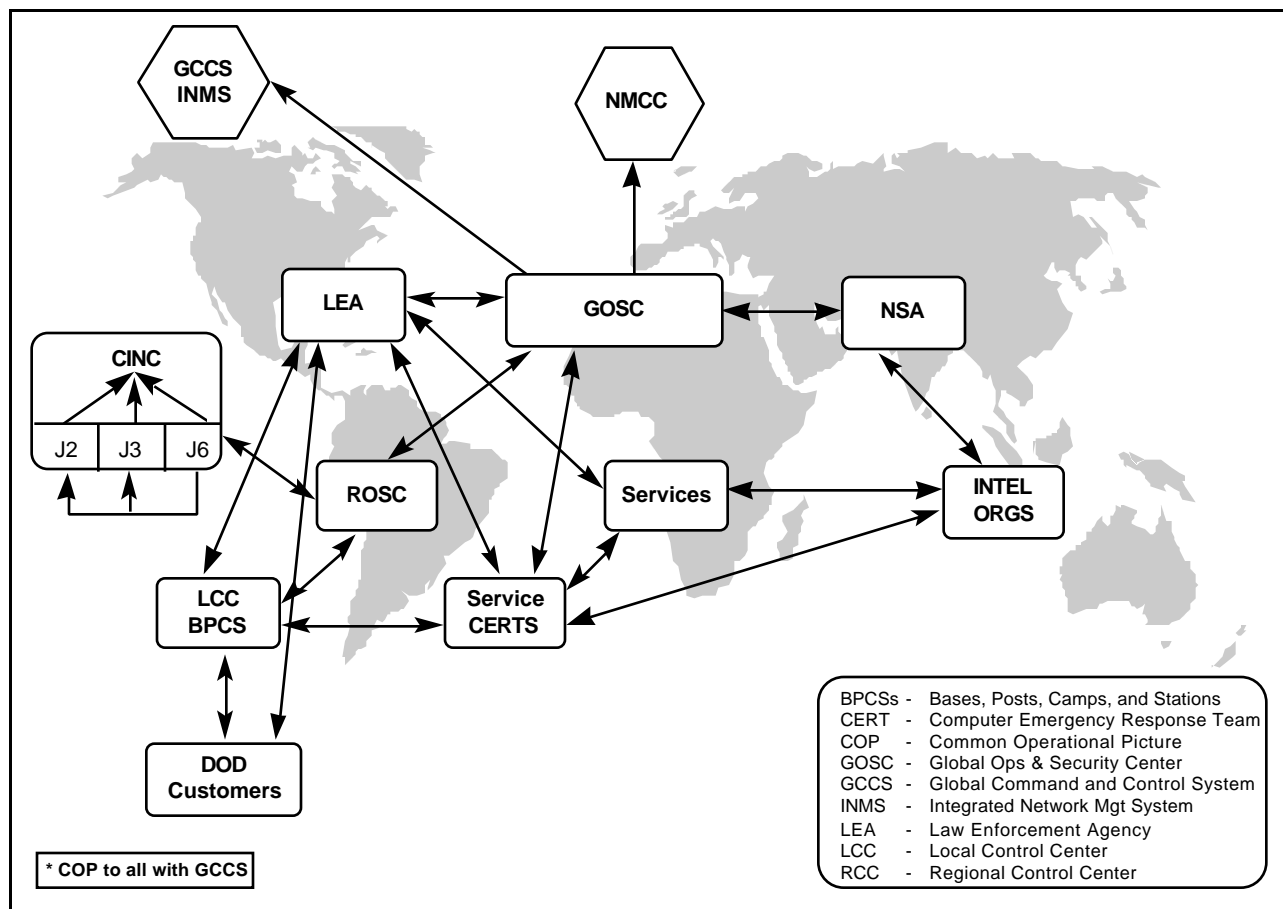 GCCS
INMS
NMCC
LEA
GOSC
NSA
CINC
J2
J3
J6
ROSC
Services
INTEL
ORGS
LCC
BPCS
Service
CERTS
DOD
Customers
* COP to all with GCCS
BPCSs - Bases, Posts, Camps, and Stations
CERT - Computer Emergency Response Team
COP - Common Operational Picture
GOSC - Global Ops & Security Center
GCCS - Global Command and Control System
INMS - Integrated Network Mgt System
LEA - Law Enforcement Agency
LCC - Local Control Center
RCC - Regional Control Center